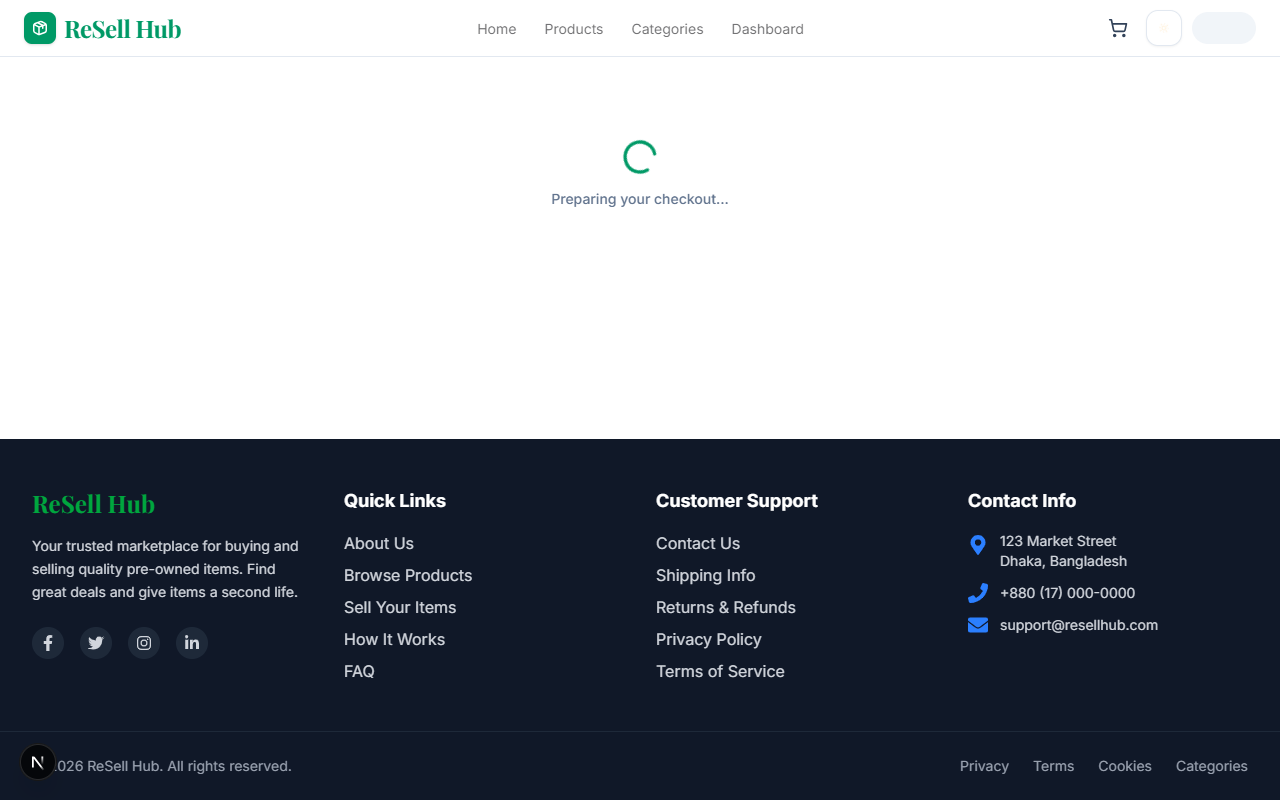 ReSell Hub
Home
Products
Categories
Dashboard
Preparing your checkout...
ReSell Hub
Your trusted marketplace for buying and
selling quality pre-owned items. Find
great deals and give items a second life.
Quick Links
About Us
Browse Products
Sell Your Items
How It Works
FAQ
Customer Support
Contact Us
Shipping Info
Returns & Refunds
Privacy Policy
Terms of Service
Contact Info
123 Market Street
Dhaka, Bangladesh
+880 (17) 000-0000
support@resellhub.com
N
026 ReSell Hub. All rights reserved.
Privacy
Terms
Cookies
Categories